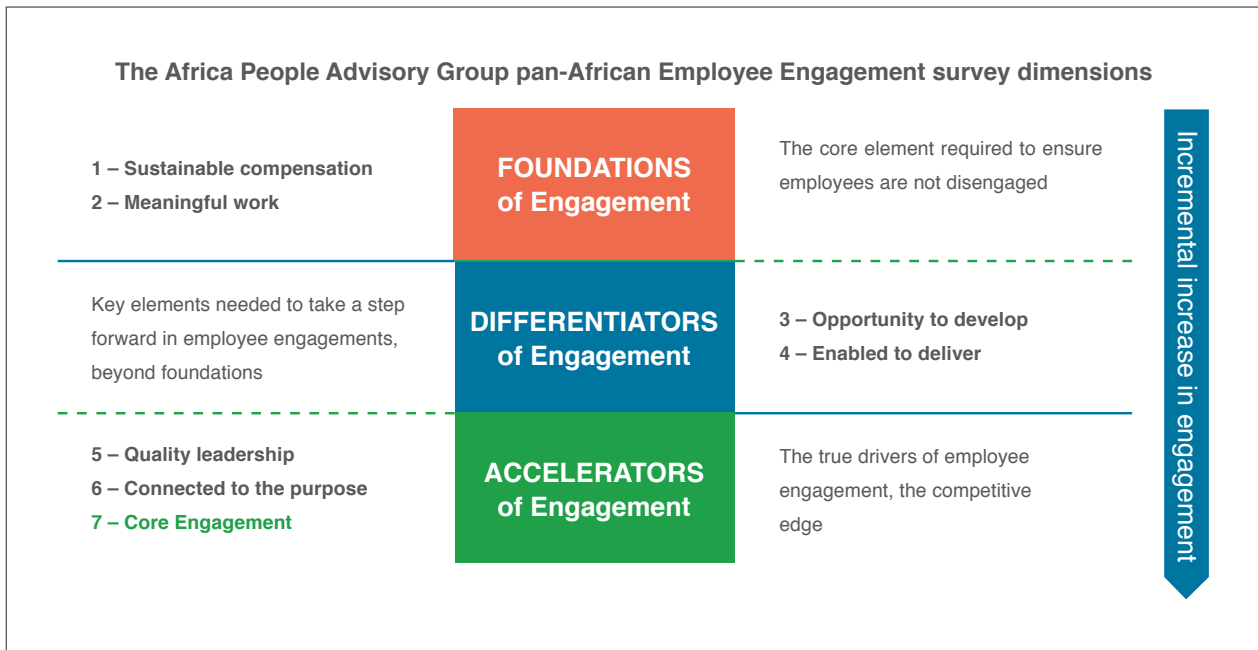 The Africa People Advisory Group pan-African Employee Engagement survey dimensions
1 – Sustainable compensation
2 – Meaningful work
FOUNDATIONS
of Engagement
The core element required to ensure
employees are not disengaged
Key elements needed to take a step
forward in employee engagements,
beyond foundations
DIFFERENTIATORS
of Engagement
3 – Opportunity to develop
4 – Enabled to deliver
5 – Quality leadership
6 – Connected to the purpose
7 – Core Engagement
ACCELERATORS
of Engagement
The true drivers of employee
engagement, the competitive
edge
Incremental increase in engagement